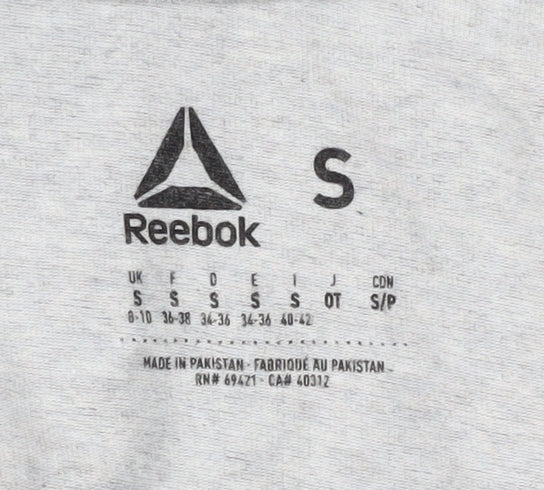 S
Reebok
UK F D E I J CDN
S S S S S OT S/P
8-10 36-38 34-36 34-36 40-42
MADE IN PAKISTAN · FABRIQUÉ AU PAKISTAN
RN# 69421 · CA# 40312